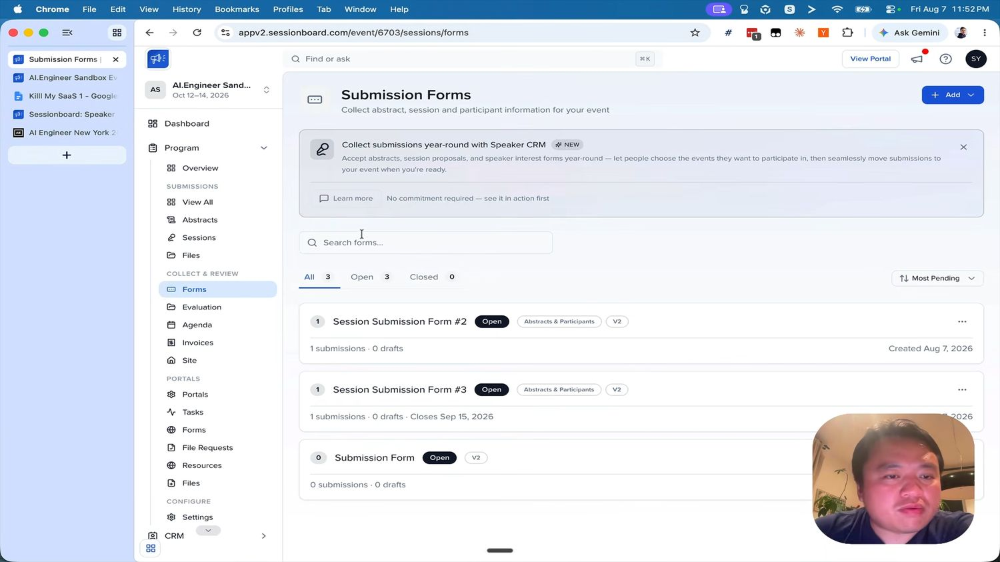 Chrome File Edit View History Bookmarks Profiles Tab Window Help
Fri Aug 7 11:52 PM
Submission Forms |
AI.Engineer Sandbox Ev
Killl My SaaS 1 - Google
Sessionboard: Speaker
AI Engineer New York 2
appv2.sessionboard.com/event/6703/sessions/forms
1
Ask Gemini
Find or ask
⌘K
View Portal
SY
AS
AI.Engineer Sand...
Oct 12–14, 2026
Dashboard
Program
Overview
SUBMISSIONS
View All
Abstracts
Sessions
Files
COLLECT & REVIEW
Forms
Evaluation
Agenda
Invoices
Site
PORTALS
Portals
Tasks
Forms
File Requests
Resources
Files
CONFIGURE
Settings
CRM
Submission Forms
Collect abstract, session and participant information for your event
+ Add
Collect submissions year-round with Speaker CRM NEW
Accept abstracts, session proposals, and speaker interest forms year-round — let people choose the events they want to participate in, then seamlessly move submissions to
your event when you're ready.
Learn more No commitment required — see it in action first
Search forms...
All 3 Open 3 Closed 0
Most Pending
1 Session Submission Form #2 Open Abstracts & Participants V2
1 submissions · 0 drafts
Created Aug 7, 2026
1 Session Submission Form #3 Open Abstracts & Participants V2
1 submissions · 0 drafts · Closes Sep 15, 2026
2026
0 Submission Form Open V2
0 submissions · 0 drafts